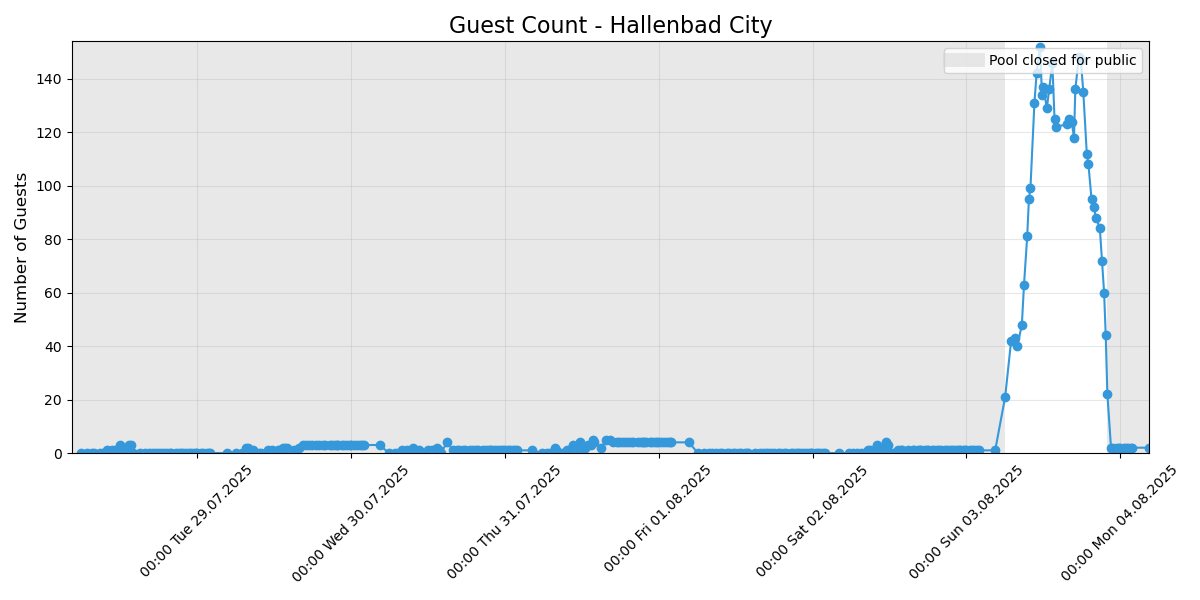 Guest Count - Hallenbad City
Pool closed for public
Number of Guests
140
120
100
80
60
40
20
0
00:00 Tue 29.07.2025
00:00 Wed 30.07.2025
00:00 Thu 31.07.2025
00:00 Fri 01.08.2025
00:00 Sat 02.08.2025
00:00 Sun 03.08.2025
00:00 Mon 04.08.2025